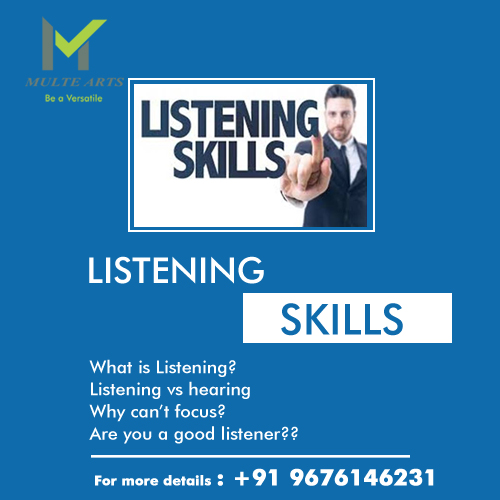 MULTE ARTS
Be a Versatile
LISTENING
SKILLS
LISTENING
SKILLS
What is Listening?
Listening vs hearing
Why can't focus?
Are you a good listener??
For more details : +91 9676146231